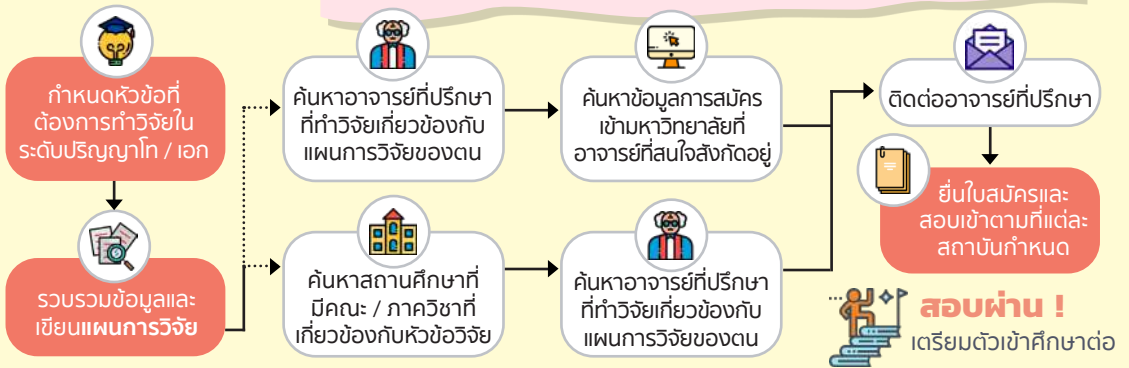 กำหนดหัวข้อที่
ต้องการทำวิจัยใน
ระดับปริญญาโท / เอก
รวบรวมข้อมูลและ
เขียนแผนการวิจัย
ค้นหาอาจารย์ที่ปรึกษา
ที่ทำวิจัยเกี่ยวข้องกับ
แผนการวิจัยของตน
ค้นหาข้อมูลการสมัคร
เข้ามหาวิทยาลัยที่
อาจารย์ที่สนใจสังกัดอยู่
ค้นหาสถานศึกษาที่
มีคณะ / ภาควิชาที่
เกี่ยวข้องกับหัวข้อวิจัย
ค้นหาอาจารย์ที่ปรึกษา
ที่ทำวิจัยเกี่ยวข้องกับ
แผนการวิจัยของตน
ติดต่ออาจารย์ที่ปรึกษา
ยื่นใบสมัครและ
สอบเข้าตามที่แต่ละ
สถาบันกำหนด
สอบผ่าน !
เตรียมตัวเข้าศึกษาต่อ